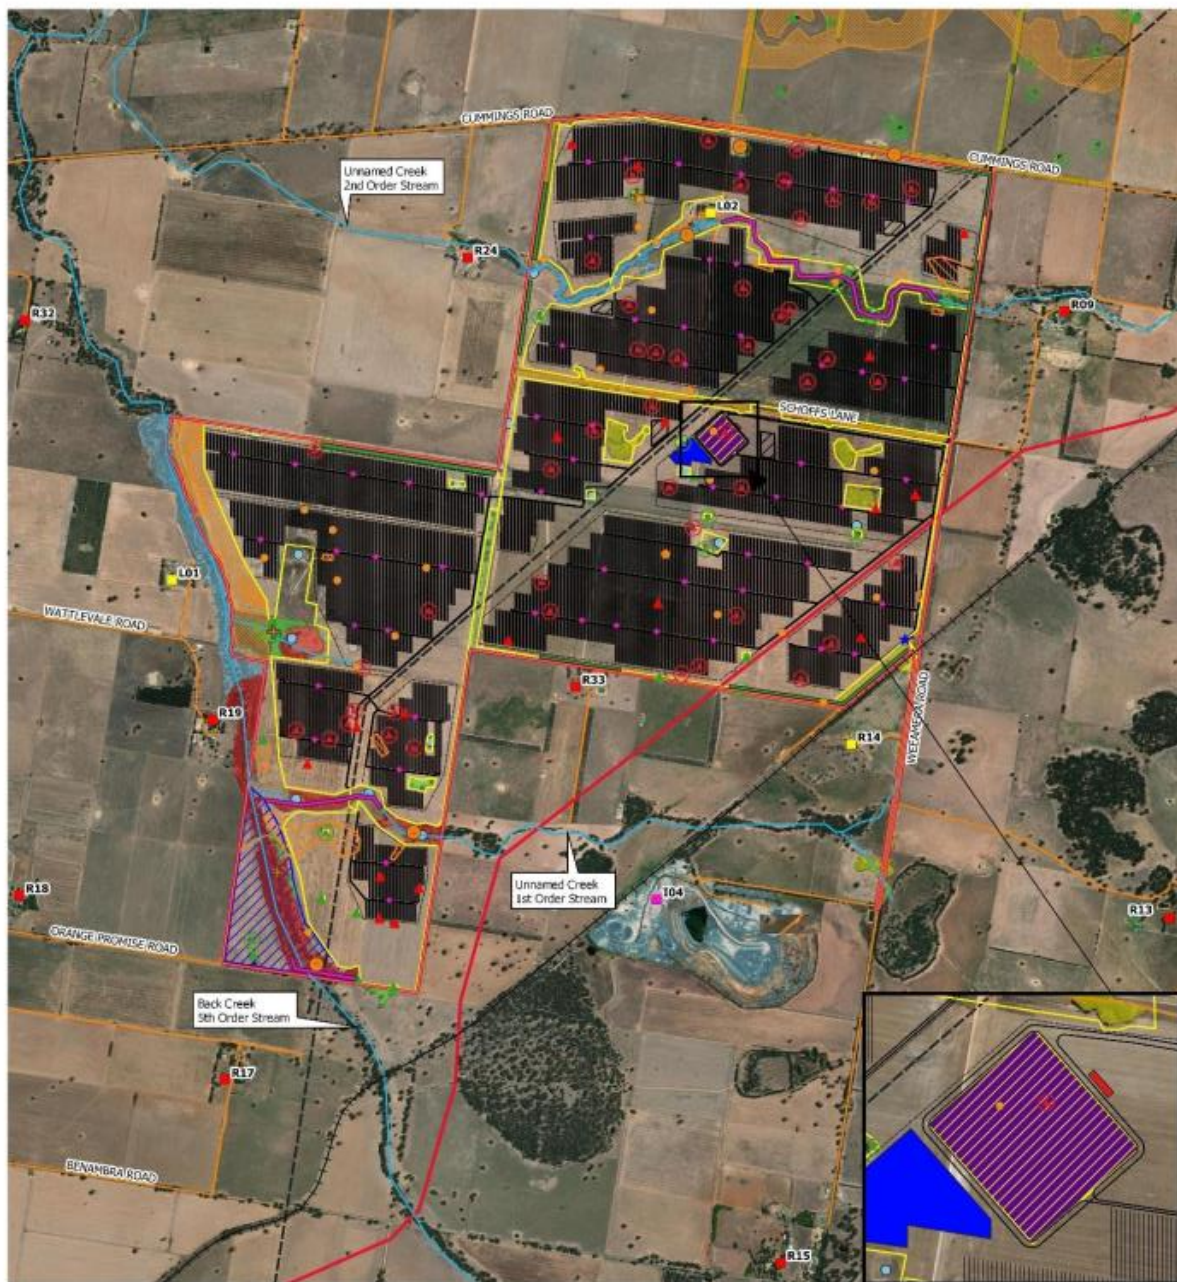 CUMMINGS ROAD
CUMMINGS ROAD
Unnamed Creek
2nd Order Stream
L02
R24
R09
R32
SCHOFFS LANE
L01
WATTLEVALE ROAD
R33
R19
R14
WEEAMERA ROAD
Unnamed Creek
1st Order Stream
I04
R18
R13
ORANGE PROMISE ROAD
Back Creek
5th Order Stream
R17
BENAMBRA ROAD
R15